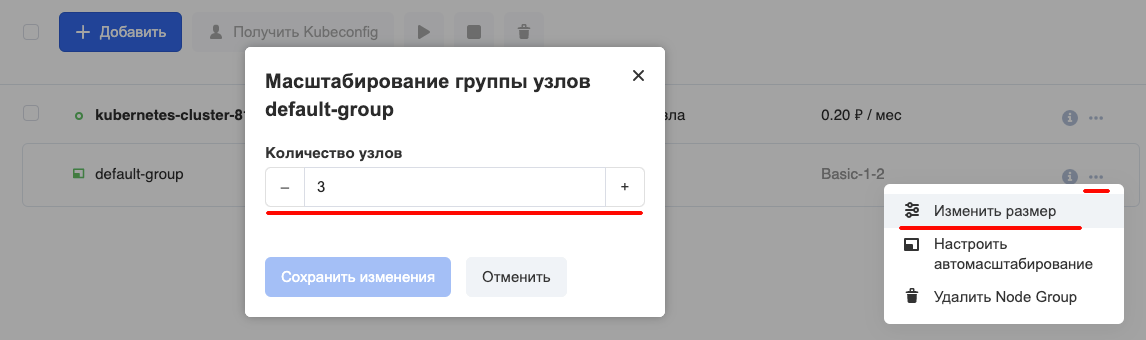 Добавить
Получить Kubeconfig
Масштабирование группы узлов
default-group
Количество узлов
– 3 +
Сохранить изменения Отменить
kubernetes-cluster-8
0.20 ₽ / мес
default-group
Basic-1-2
Изменить размер
Настроить
автомасштабирование
Удалить Node Group